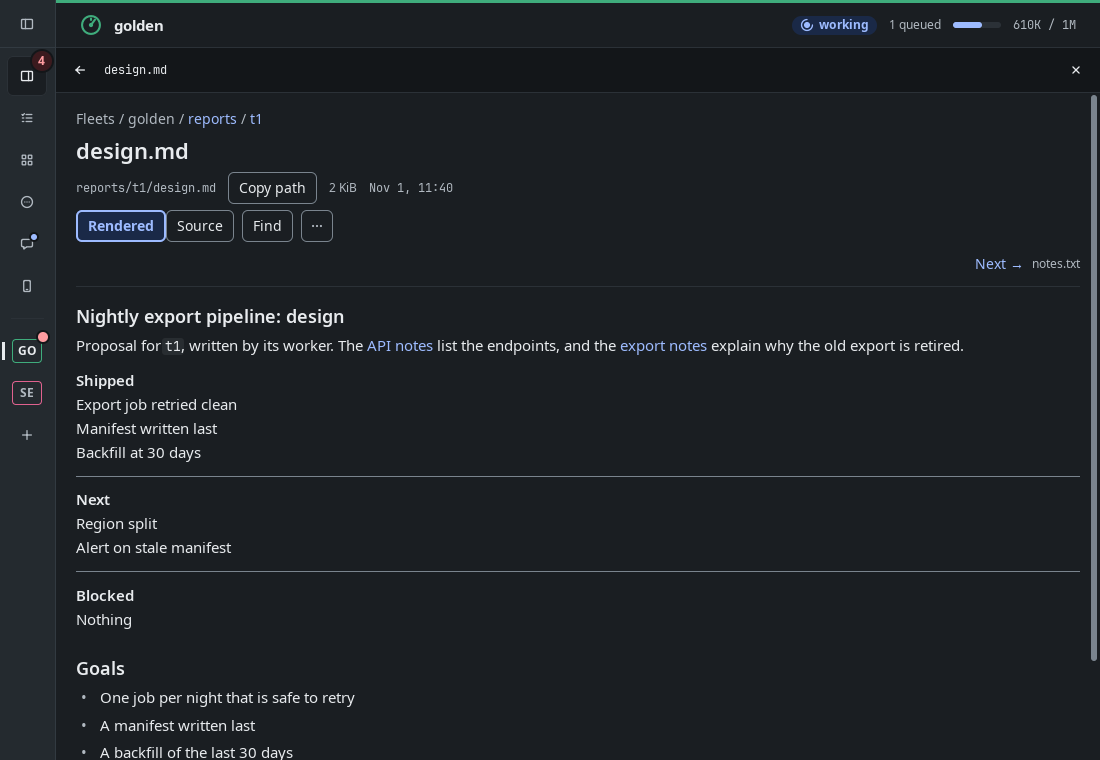 golden
working
1 queued
610K / 1M
4
design.md
Fleets / golden / reports / t1
design.md
reports/t1/design.md
Copy path
2 KiB
Nov 1, 11:40
Rendered
Source
Find
···
Next → notes.txt
Nightly export pipeline: design
Proposal for t1, written by its worker. The API notes list the endpoints, and the export notes explain why the old export is retired.
Shipped
Export job retried clean
Manifest written last
Backfill at 30 days
Next
Region split
Alert on stale manifest
Blocked
Nothing
Goals
• One job per night that is safe to retry
• A manifest written last
• A backfill of the last 30 days
GO
SE